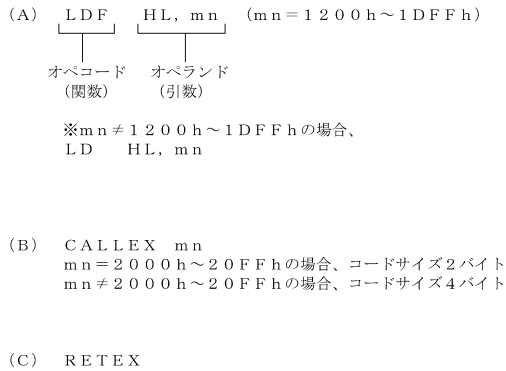 （A）　ＬＤＦ　ＨＬ，ｍｎ　（ｍｎ＝１２００ｈ～１ＤＦＦｈ）
オペコード　オペランド
（関数）　（引数）
※ｍｎ≠１２００ｈ～１ＤＦＦｈの場合、
ＬＤ　ＨＬ，ｍｎ
（B）　ＣＡＬＬＥＸ　ｍｎ
ｍｎ＝２０００ｈ～２０ＦＦｈの場合、コードサイズ２バイト
ｍｎ≠２０００ｈ～２０ＦＦｈの場合、コードサイズ４バイト
（C）　ＲＥＴＥＸ